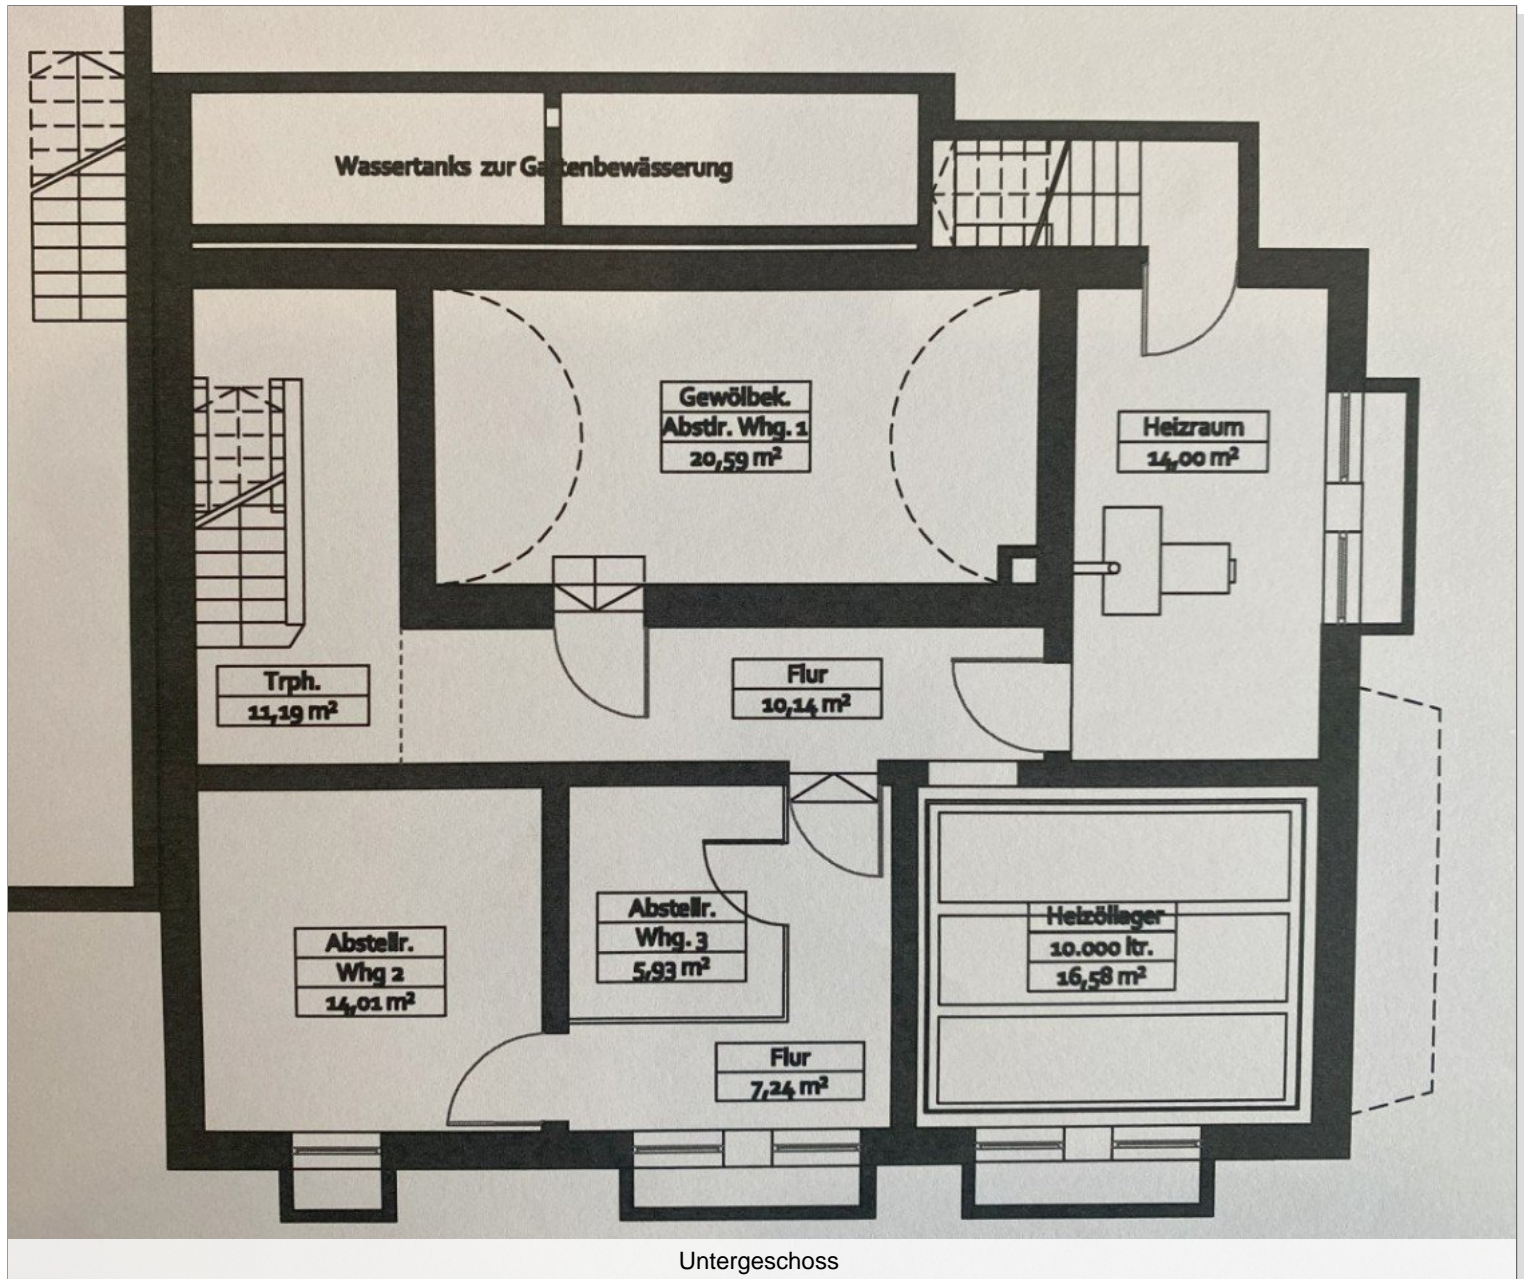 Wassertanks zur Gartenbewässerung
Gewölbek.
Abstlr. Whg. 1
20,59 m²
Heizraum
14,00 m²
Trph.
11,19 m²
Flur
10,14 m²
Abstellr.
Whg 2
14,01 m²
Abstellr.
Whg. 3
5,93 m²
Heizöllager
10.000 ltr.
16,58 m²
Flur
7,24 m²
Untergeschoss